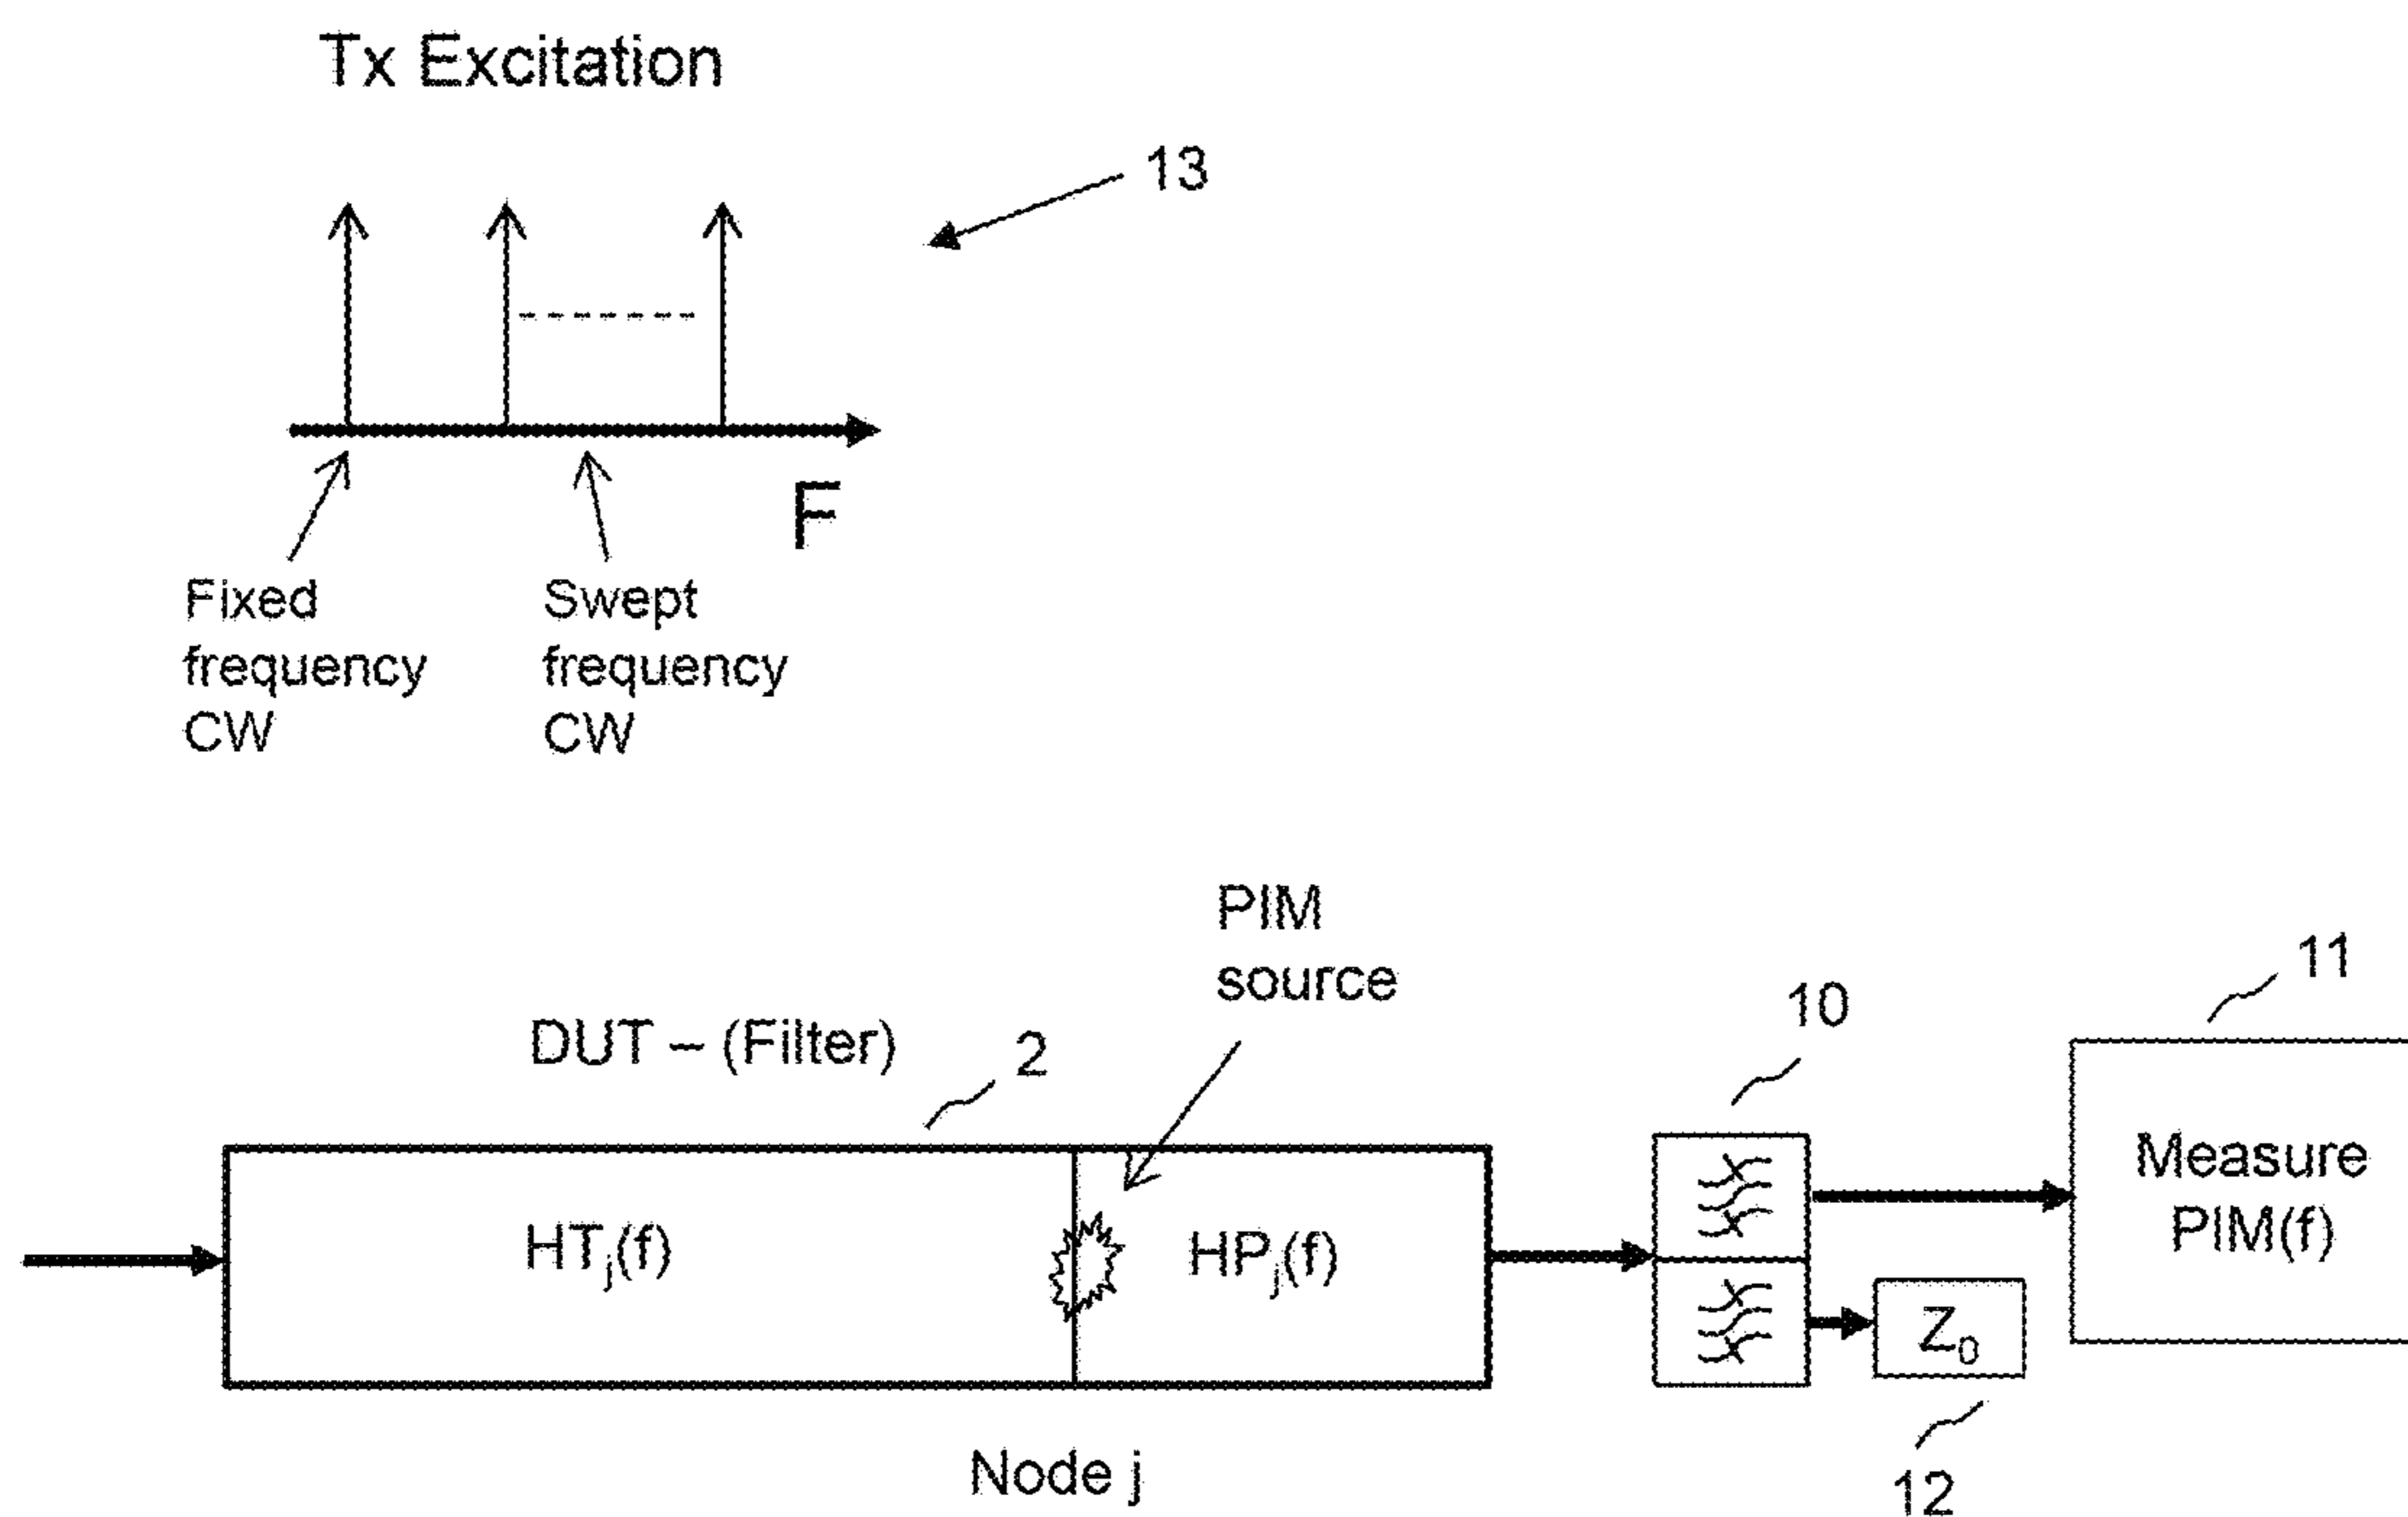 Tx Excitation
13
F
Fixed
frequency
CW
Swept
frequency
CW
PIM
source
11
10
DUT – (Filter)
2
Measure
PIM(f)
HTj(f)
HPj(f)
Z0
Node j
12